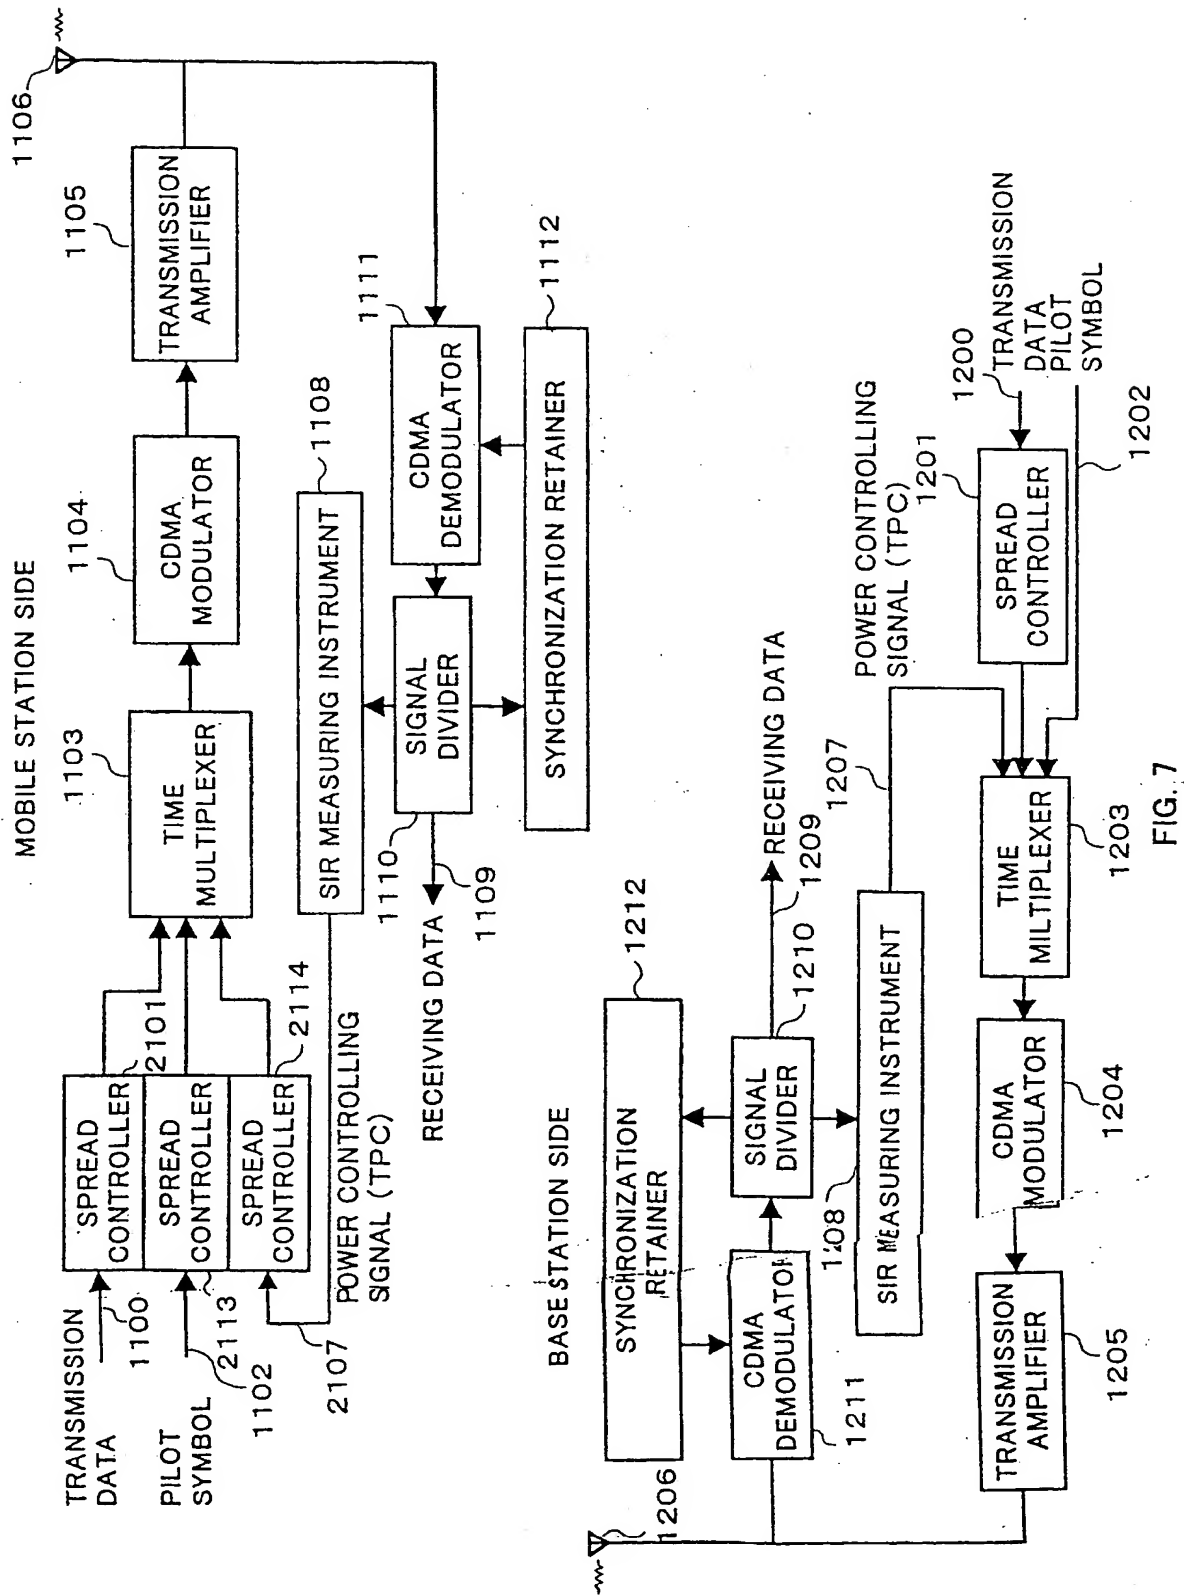 MOBILE STATION SIDE
TRANSMISSION
DATA
1100
PILOT
SYMBOL
1102
SPREAD
CONTROLLER
2101
SPREAD
CONTROLLER
2113
SPREAD
CONTROLLER
2114
2107
POWER CONTROLLING
SIGNAL (TPC)
1103
TIME
MULTIPLEXER
1104
CDMA
MODULATOR
1105
TRANSMISSION
AMPLIFIER
1106
1108
SIR MEASURING INSTRUMENT
1110
SIGNAL
DIVIDER
1111
CDMA
DEMODULATOR
1109
RECEIVING DATA
1112
SYNCHRONIZATION RETAINER
BASE STATION SIDE
1206
1212
SYNCHRONIZATION
RETAINER
CDMA
DEMODULATOR
1211
SIGNAL
DIVIDER
1210
1209
RECEIVING DATA
1208
SIR MEASURING INSTRUMENT
1207
POWER CONTROLLING
SIGNAL (TPC)
1201
SPREAD
CONTROLLER
1200
TRANSMISSION
DATA
PILOT
SYMBOL
1202
TIME
MILTIPLEXER
1203
CDMA
MODULATOR
1204
TRANSMISSION
AMPLIFIER
1205
FIG. 7